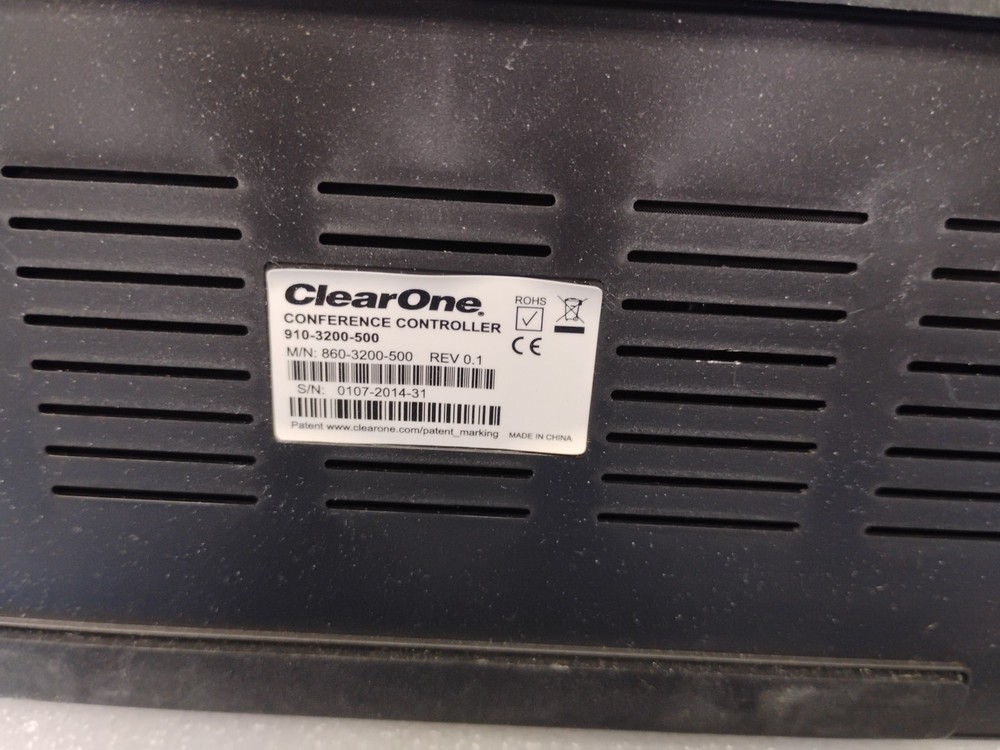 ClearOne.
CONFERENCE CONTROLLER
910-3200-500
M/N: 860-3200-500 REV 0.1
S/N: 0107-2014-31
Patent www.clearone.com/patent_marking
ROHS
CE
MADE IN CHINA